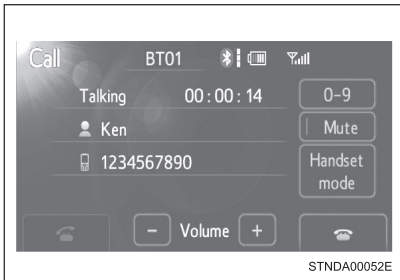 Call BT01
Talking 00:00:14 0-9
Ken Mute
1234567890 Handset mode
- Volume +
STNDA00052E